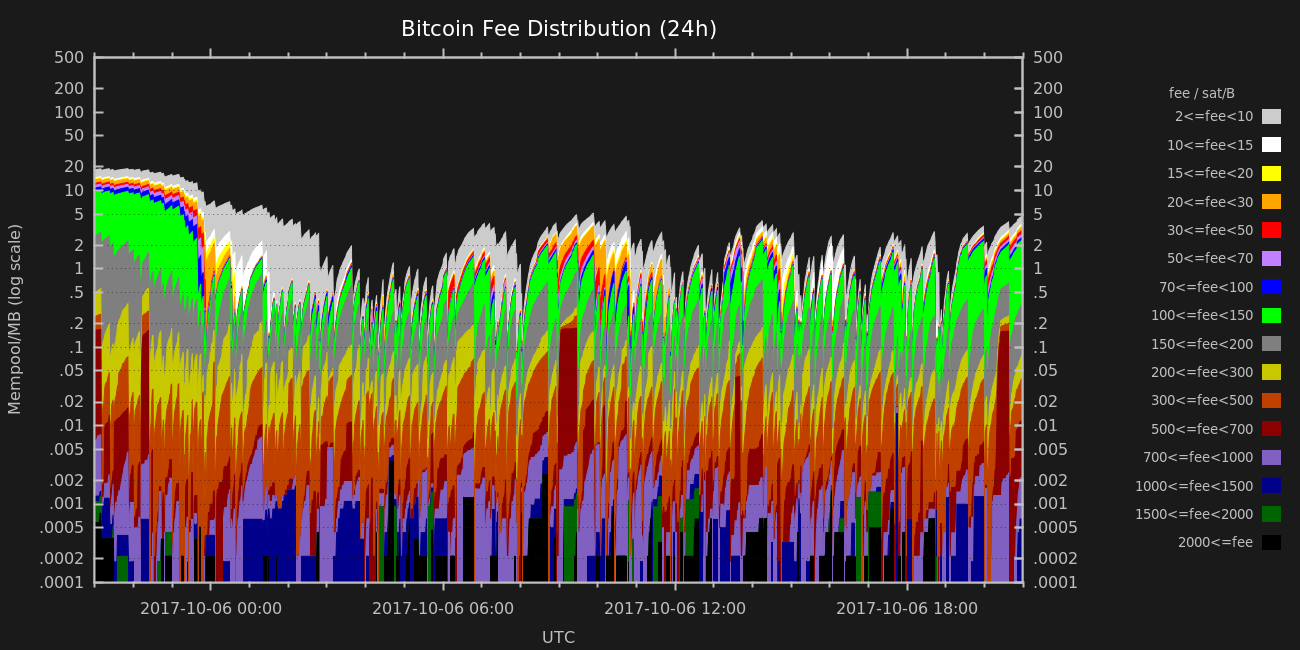 Bitcoin Fee Distribution (24h)
Mempool/MB (log scale)
500
200
100
50
20
10
5
2
1
.5
.2
.1
.05
.02
.01
.005
.002
.001
.0005
.0002
.0001
500
200
100
50
20
10
5
2
1
.5
.2
.1
.05
.02
.01
.005
.002
.001
.0005
.0002
.0001
2017-10-06 00:00
2017-10-06 06:00
2017-10-06 12:00
2017-10-06 18:00
UTC
fee / sat/B
2<=fee<10
10<=fee<15
15<=fee<20
20<=fee<30
30<=fee<50
50<=fee<70
70<=fee<100
100<=fee<150
150<=fee<200
200<=fee<300
300<=fee<500
500<=fee<700
700<=fee<1000
1000<=fee<1500
1500<=fee<2000
2000<=fee